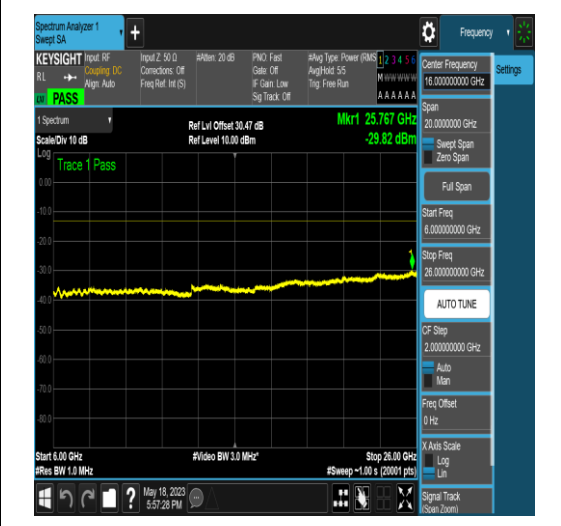 Spectrum Analyzer 1
Swept SA
Frequency
KEYSIGHT Input: RF Input Z: 50 Ω #Atten: 20 dB PNO: Fast #Avg Type: Power (RMS 1 2 3 4 5 6
RL Coupling: DC Corrections: Off Gate: Off Avg|Hold: 5/5 M W W W W W
Align: Auto Freq Ref: Int (S) IF Gain: Low Trig: Free Run
Sig Track: Off A A A A A A
PASS
1 Spectrum
Ref Lvl Offset 30.47 dB
Mkr1 25.767 GHz
Scale/Div 10 dB
Ref Level 10.00 dBm
-29.82 dBm
Log
Trace 1 Pass
0.00
-10.0
-20.0
1
-30.0
-40.0
-50.0
-60.0
-70.0
-80.0
Start 6.00 GHz #Video BW 3.0 MHz* Stop 26.00 GHz
#Res BW 1.0 MHz #Sweep ~1.00 s (20001 pts)
?
May 18, 2023
5:57:28 PM
Center Frequency
16.000000000 GHz
Settings
Span
20.0000000 GHz
Swept Span
Zero Span
Full Span
Start Freq
6.000000000 GHz
Stop Freq
26.000000000 GHz
AUTO TUNE
CF Step
2.000000000 GHz
Auto
Man
Freq Offset
0 Hz
X Axis Scale
Log
Lin
Signal Track
(Span Zoom)